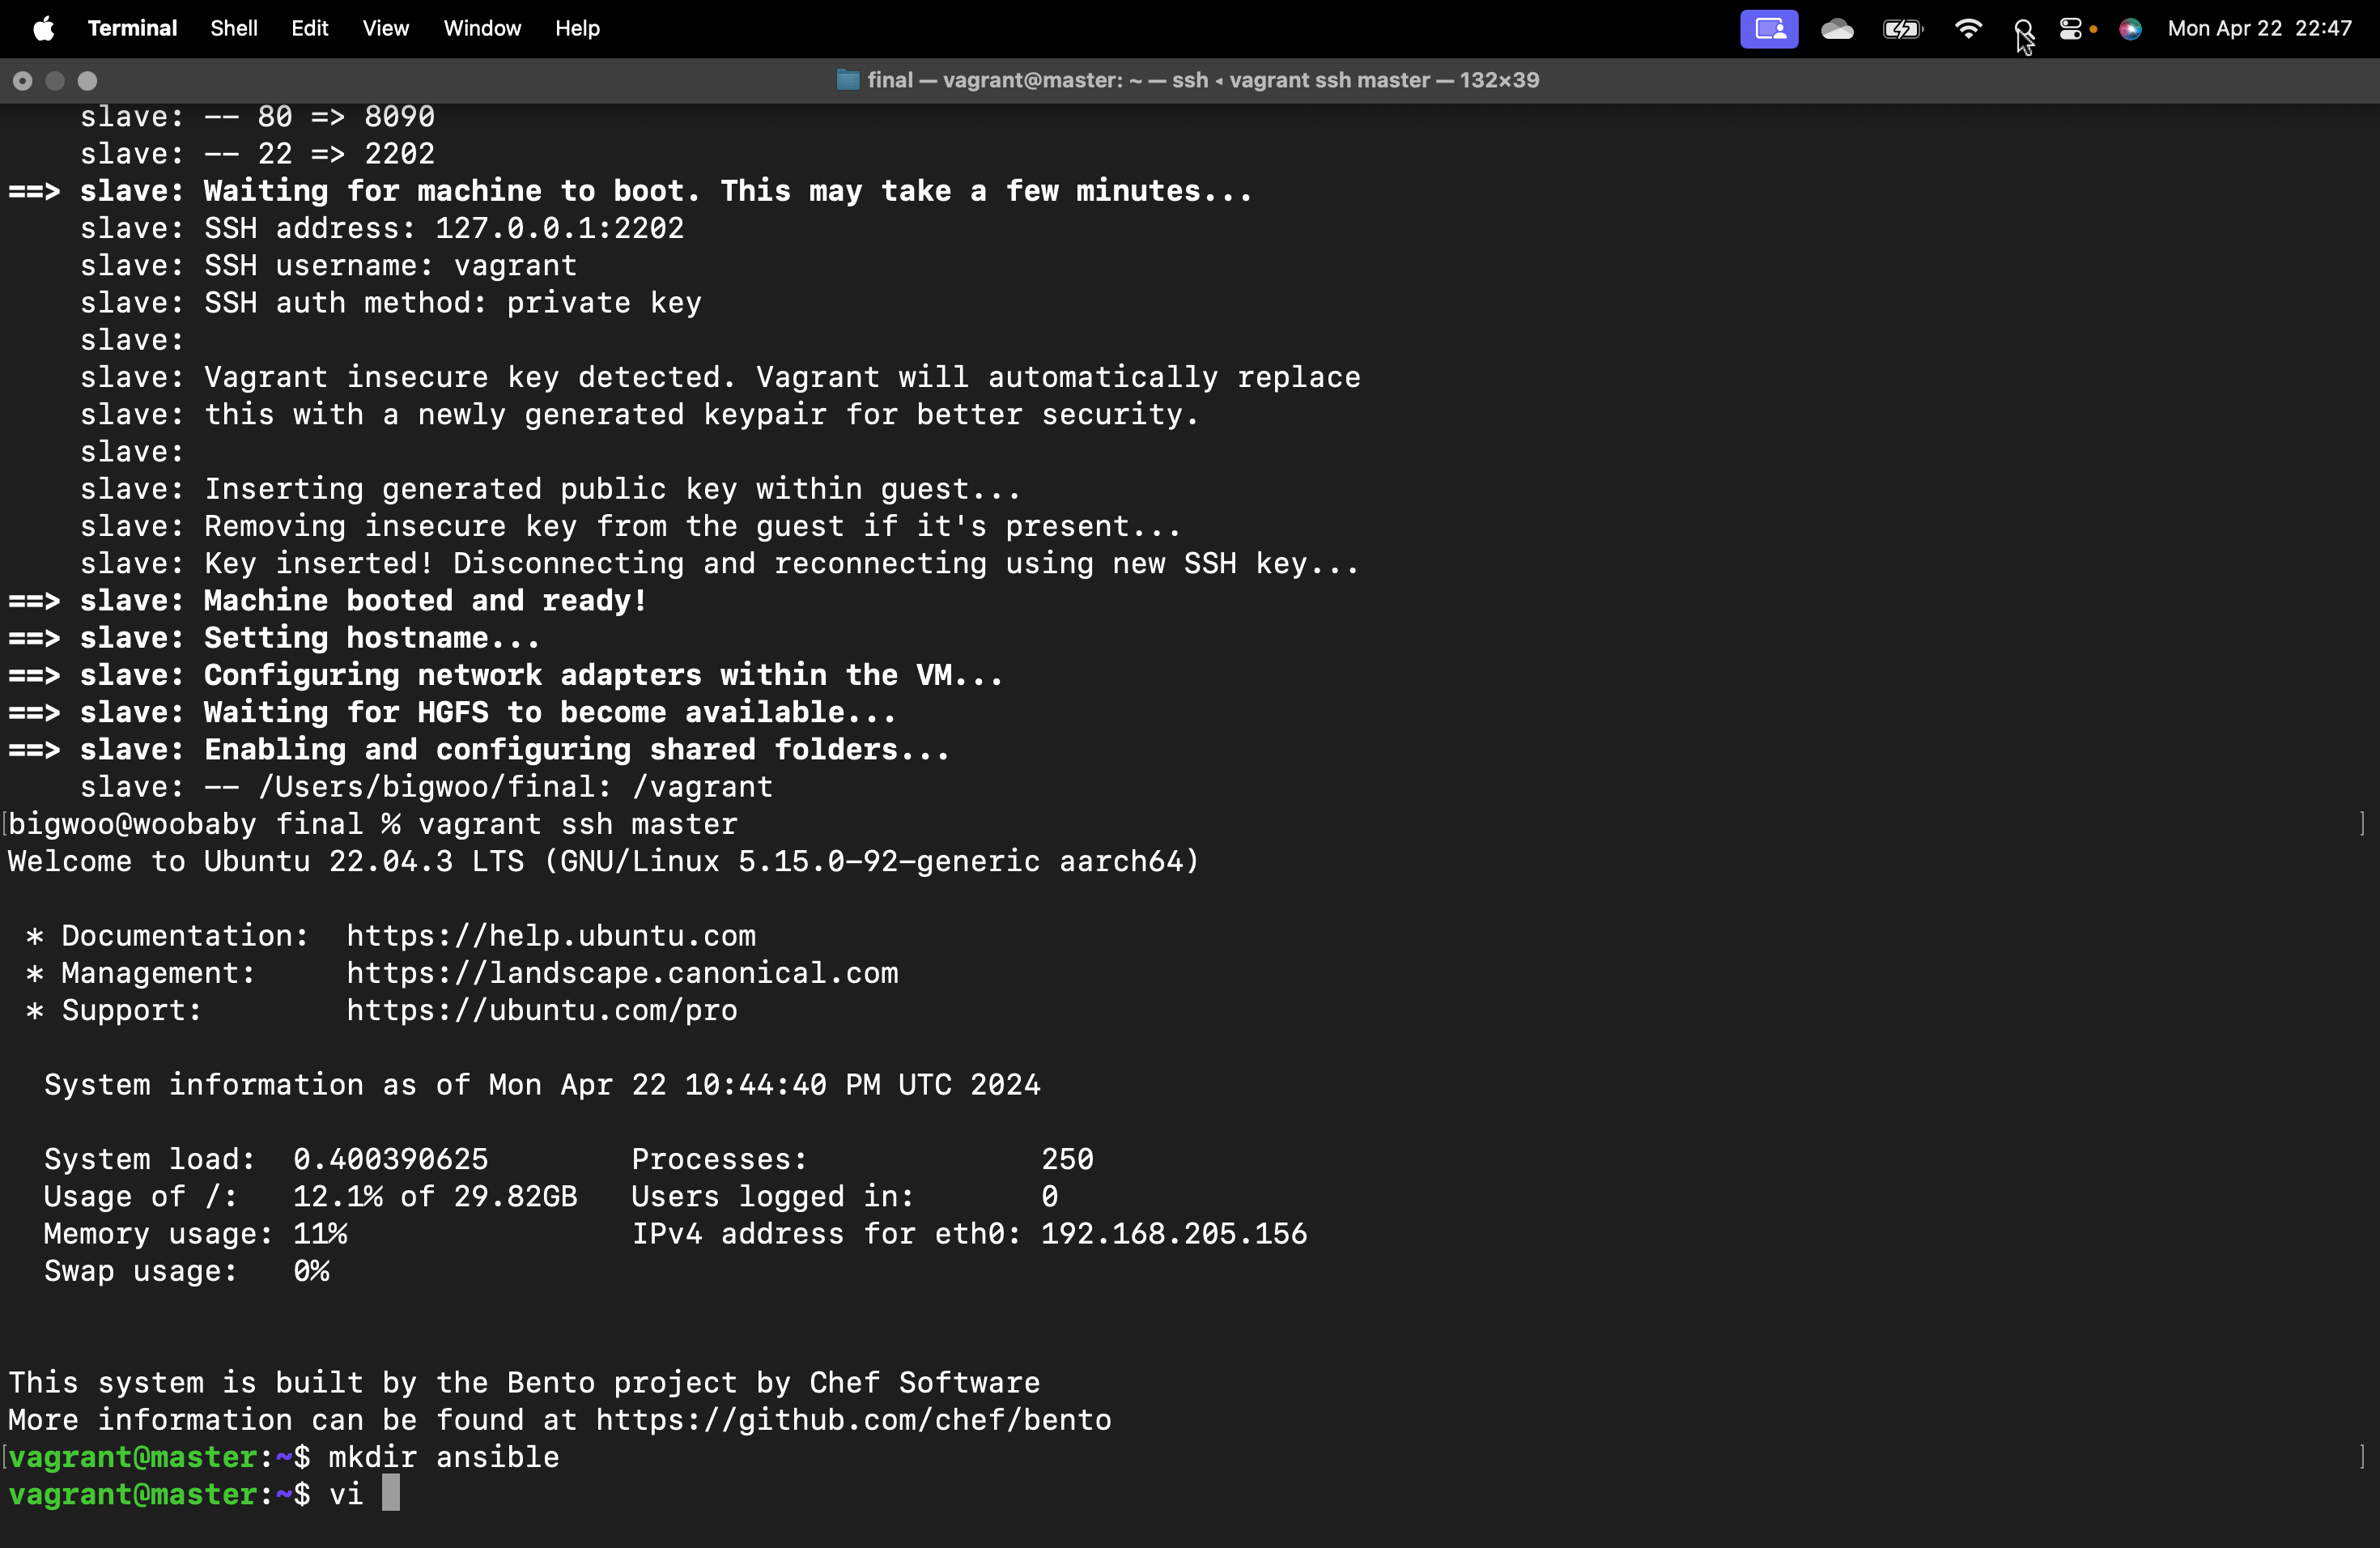 Terminal Shell Edit View Window Help Mon Apr 22 22:47
final — vagrant@master: ~ — ssh ◂ vagrant ssh master — 132×39
slave: -- 80 => 8090
slave: -- 22 => 2202
==> slave: Waiting for machine to boot. This may take a few minutes...
slave: SSH address: 127.0.0.1:2202
slave: SSH username: vagrant
slave: SSH auth method: private key
slave:
slave: Vagrant insecure key detected. Vagrant will automatically replace
slave: this with a newly generated keypair for better security.
slave:
slave: Inserting generated public key within guest...
slave: Removing insecure key from the guest if it's present...
slave: Key inserted! Disconnecting and reconnecting using new SSH key...
==> slave: Machine booted and ready!
==> slave: Setting hostname...
==> slave: Configuring network adapters within the VM...
==> slave: Waiting for HGFS to become available...
==> slave: Enabling and configuring shared folders...
slave: -- /Users/bigwoo/final: /vagrant
[bigwoo@woobaby final % vagrant ssh master ]
Welcome to Ubuntu 22.04.3 LTS (GNU/Linux 5.15.0-92-generic aarch64)
* Documentation: https://help.ubuntu.com
* Management: https://landscape.canonical.com
* Support: https://ubuntu.com/pro
System information as of Mon Apr 22 10:44:40 PM UTC 2024
System load: 0.400390625 Processes: 250
Usage of /: 12.1% of 29.82GB Users logged in: 0
Memory usage: 11% IPv4 address for eth0: 192.168.205.156
Swap usage: 0%
This system is built by the Bento project by Chef Software
More information can be found at https://github.com/chef/bento
[vagrant@master:~$ mkdir ansible ]
vagrant@master:~$ vi